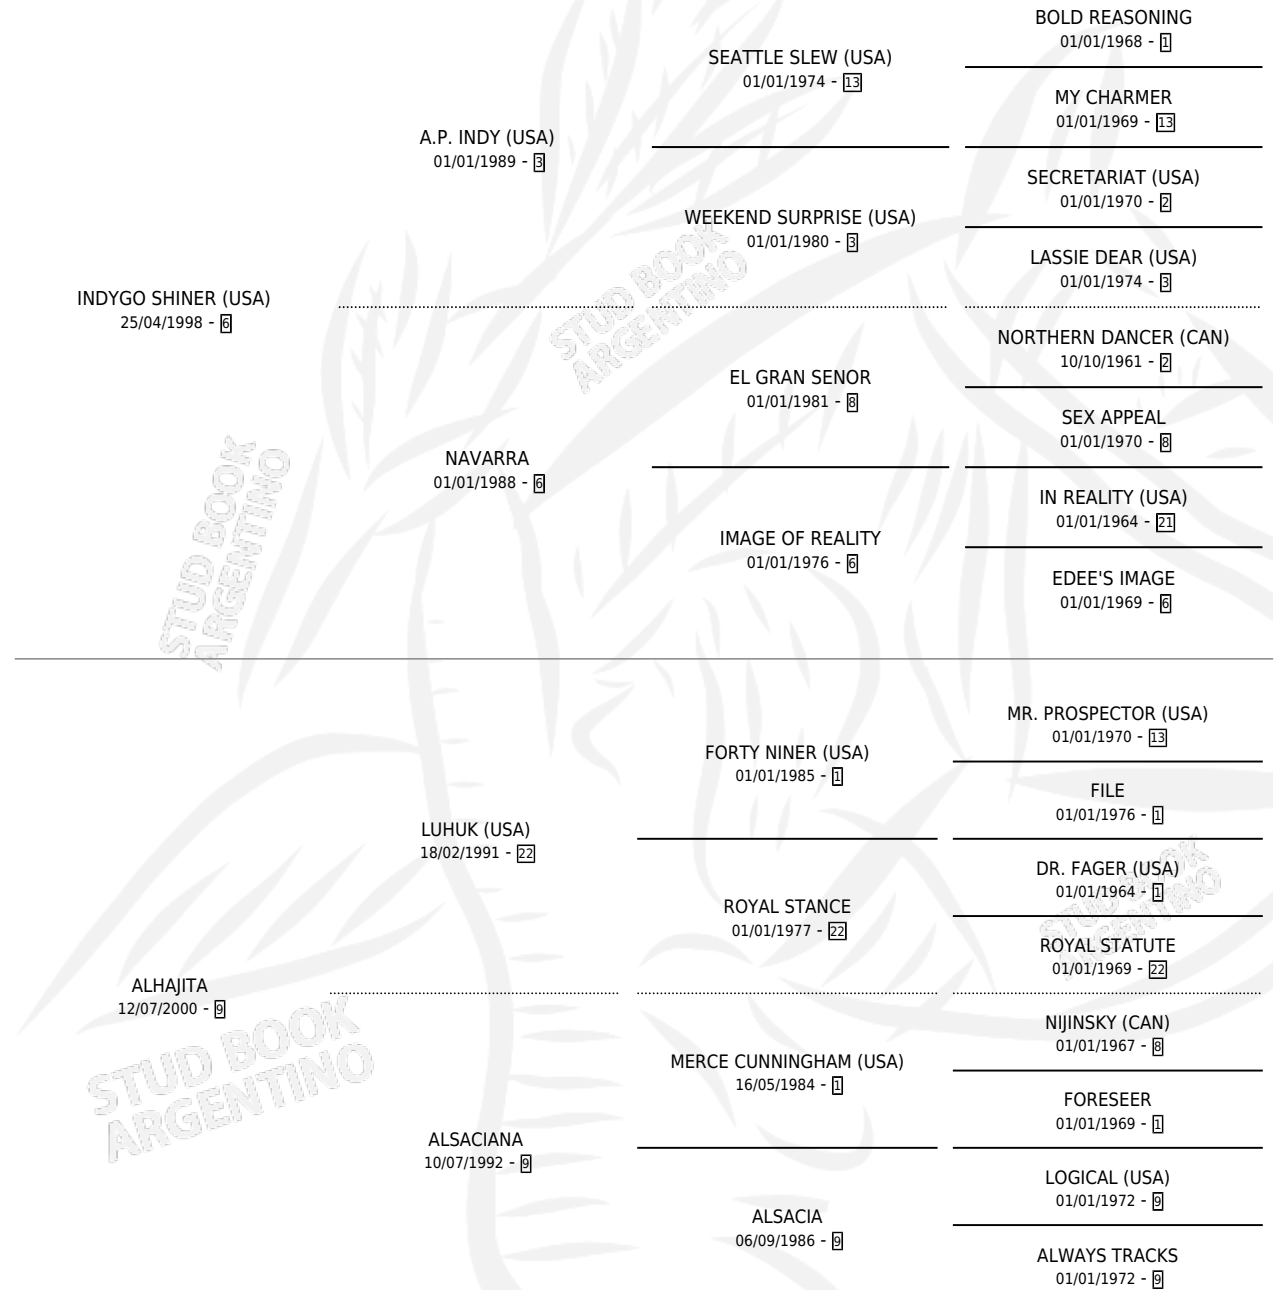 BOLD REASONING
01/01/1968 - 1
SEATTLE SLEW (USA)
01/01/1974 - 13
MY CHARMER
01/01/1969 - 13
A.P. INDY (USA)
01/01/1989 - 3
SECRETARIAT (USA)
01/01/1970 - 2
WEEKEND SURPRISE (USA)
01/01/1980 - 3
LASSIE DEAR (USA)
01/01/1974 - 3
INDYGO SHINER (USA)
25/04/1998 - 6
NORTHERN DANCER (CAN)
10/10/1961 - 2
EL GRAN SENOR
01/01/1981 - 8
SEX APPEAL
01/01/1970 - 8
NAVARRA
01/01/1988 - 6
IN REALITY (USA)
01/01/1964 - 21
IMAGE OF REALITY
01/01/1976 - 6
EDEE'S IMAGE
01/01/1969 - 6
MR. PROSPECTOR (USA)
01/01/1970 - 13
FORTY NINER (USA)
01/01/1985 - 1
FILE
01/01/1976 - 1
LUHUK (USA)
18/02/1991 - 22
DR. FAGER (USA)
01/01/1964 - 1
ROYAL STANCE
01/01/1977 - 22
ROYAL STATUTE
01/01/1969 - 22
ALHAJITA
12/07/2000 - 9
NIJINSKY (CAN)
01/01/1967 - 8
MERCE CUNNINGHAM (USA)
16/05/1984 - 1
FORESEER
01/01/1969 - 1
ALSACIANA
10/07/1992 - 9
LOGICAL (USA)
01/01/1972 - 9
ALSACIA
06/09/1986 - 9
ALWAYS TRACKS
01/01/1972 - 9
STUD BOOK
ARGENTINO
STUD BOOK
ARGENTINO
STUD BOOK
ARGENTINO
STUD BOOK
ARGENTINO